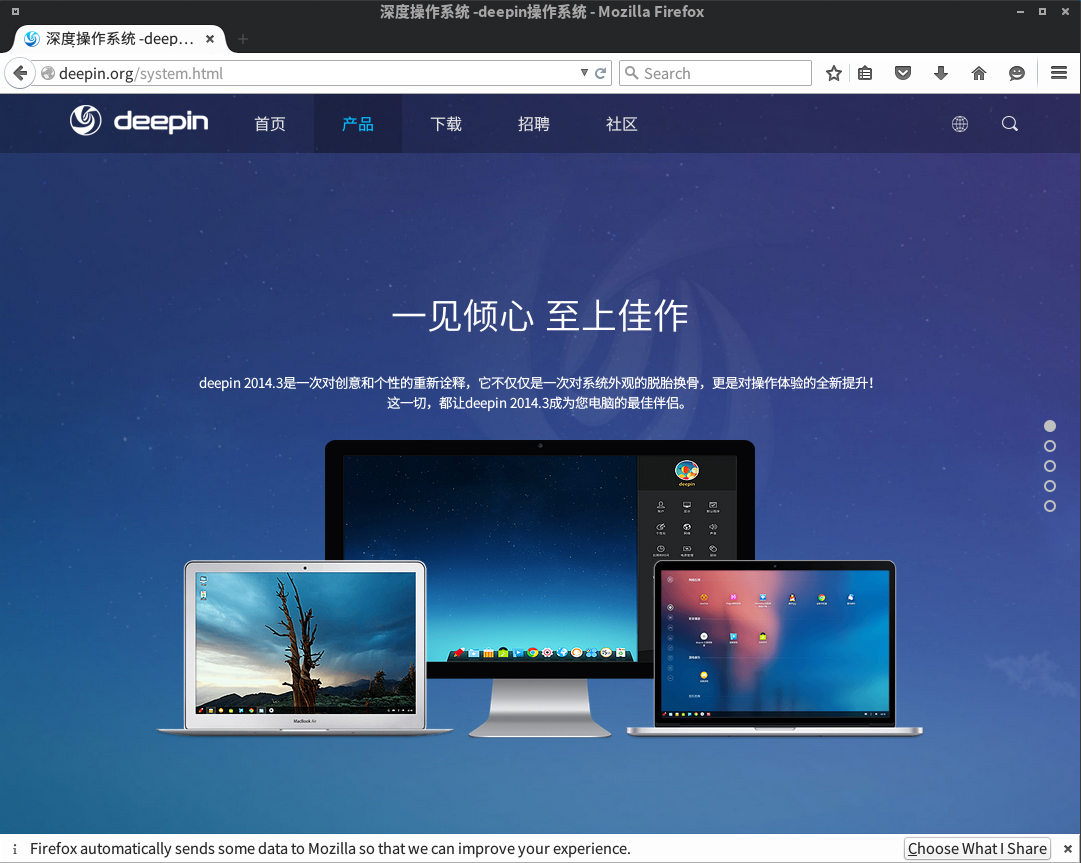 深度操作系统 -deepin操作系统 - Mozilla Firefox
深度操作系统 -deep...
deepin.org/system.html
Search
deepin
首页
产品
下载
招聘
社区
一见倾心 至上佳作
deepin 2014.3是一次对创意和个性的重新诠释，它不仅仅是一次对系统外观的脱胎换骨，更是对操作体验的全新提升！
这一切，都让deepin 2014.3成为您电脑的最佳伴侣。
deepin
MacBook Air
Firefox automatically sends some data to Mozilla so that we can improve your experience.
Choose What I Share